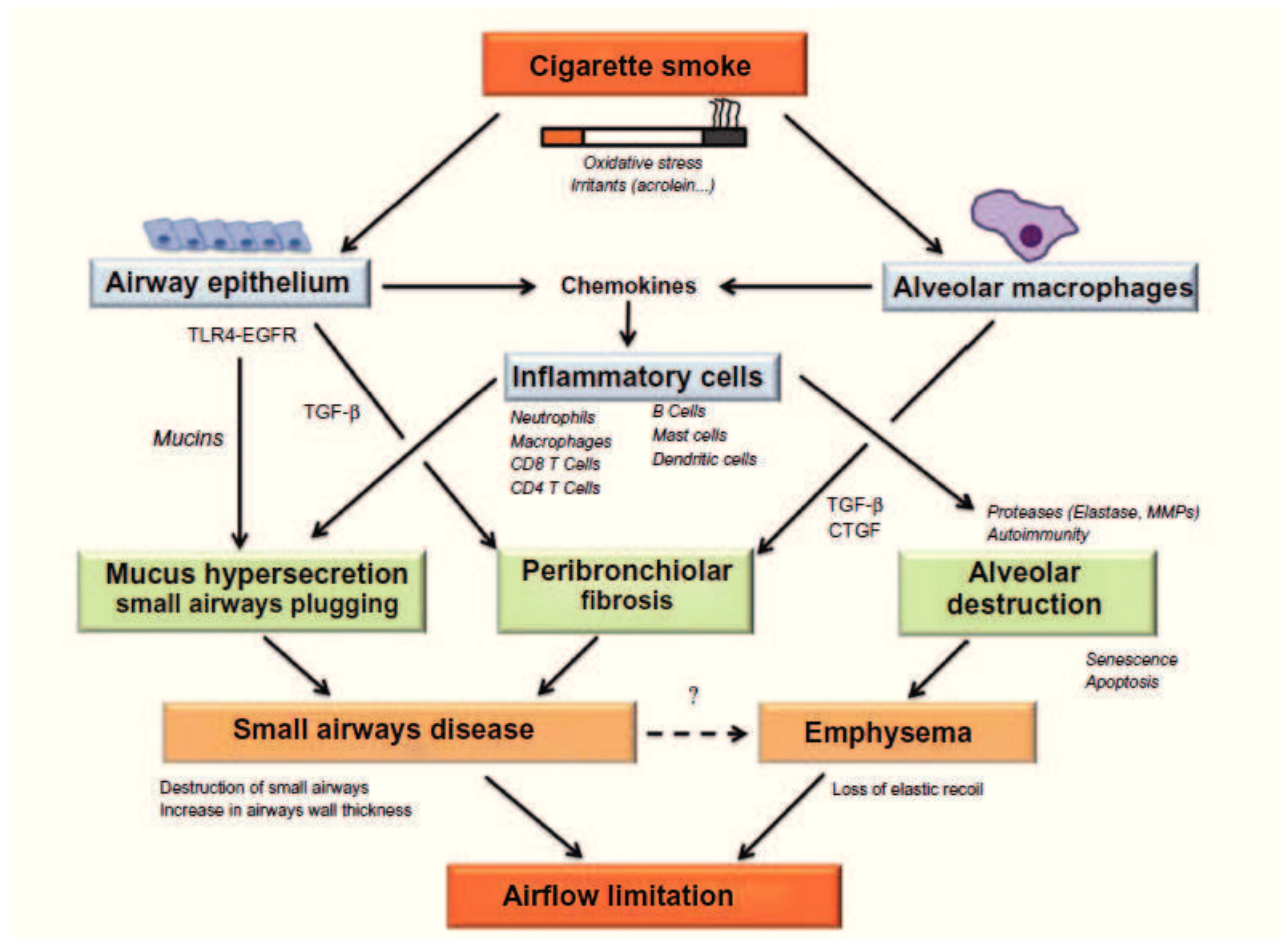 Cigarette smoke
Oxidative stress
Irritants (acrolein...)
Airway epithelium
Chemokines
Alveolar macrophages
TLR4-EGFR
Inflammatory cells
TGF-β
Mucins
Neutrophils
Macrophages
CD8 T Cells
CD4 T Cells
B Cells
Mast cells
Dendritic cells
TGF-β
CTGF
Proteases (Elastase, MMPs)
Autoimmunity
Mucus hypersecretion
small airways plugging
Peribronchiolar
fibrosis
Alveolar
destruction
Senescence
Apoptosis
Small airways disease
?
Emphysema
Destruction of small airways
Increase in airways wall thickness
Loss of elastic recoil
Airflow limitation